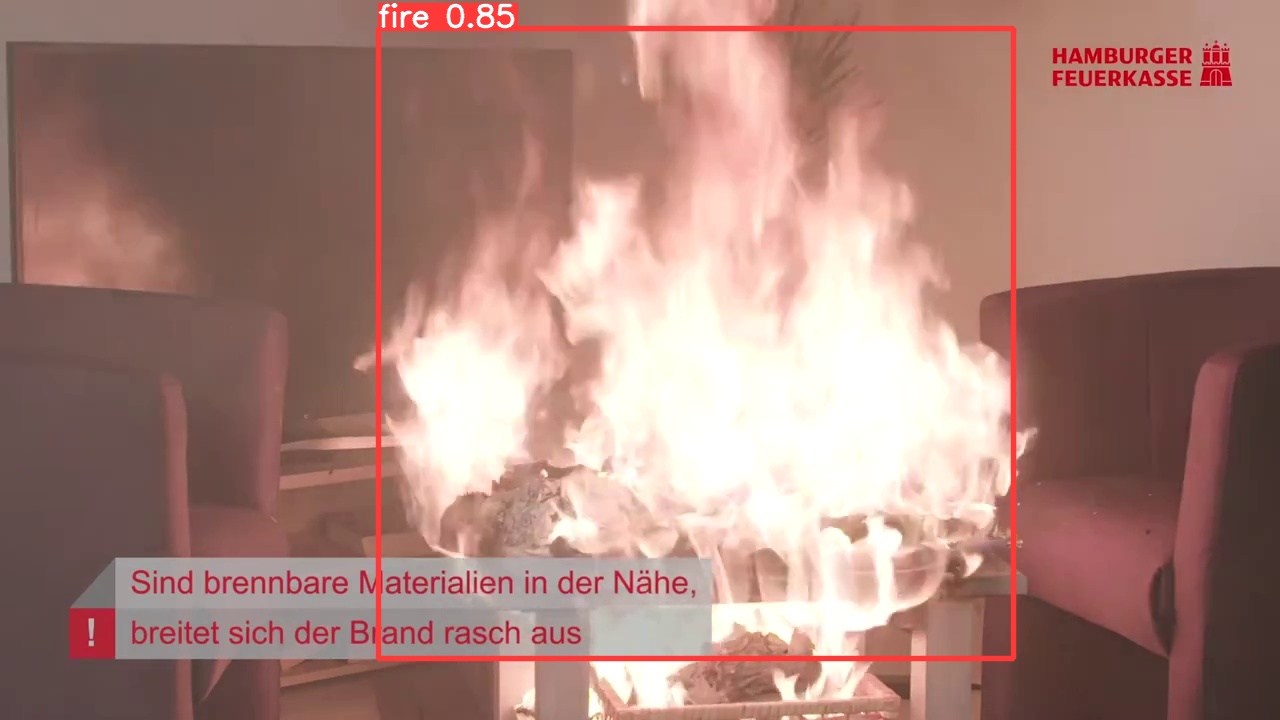 fire 0.85
HAMBURGER
FEUERKASSE
Sind brennbare Materialien in der Nähe,
! breitet sich der Brand rasch aus